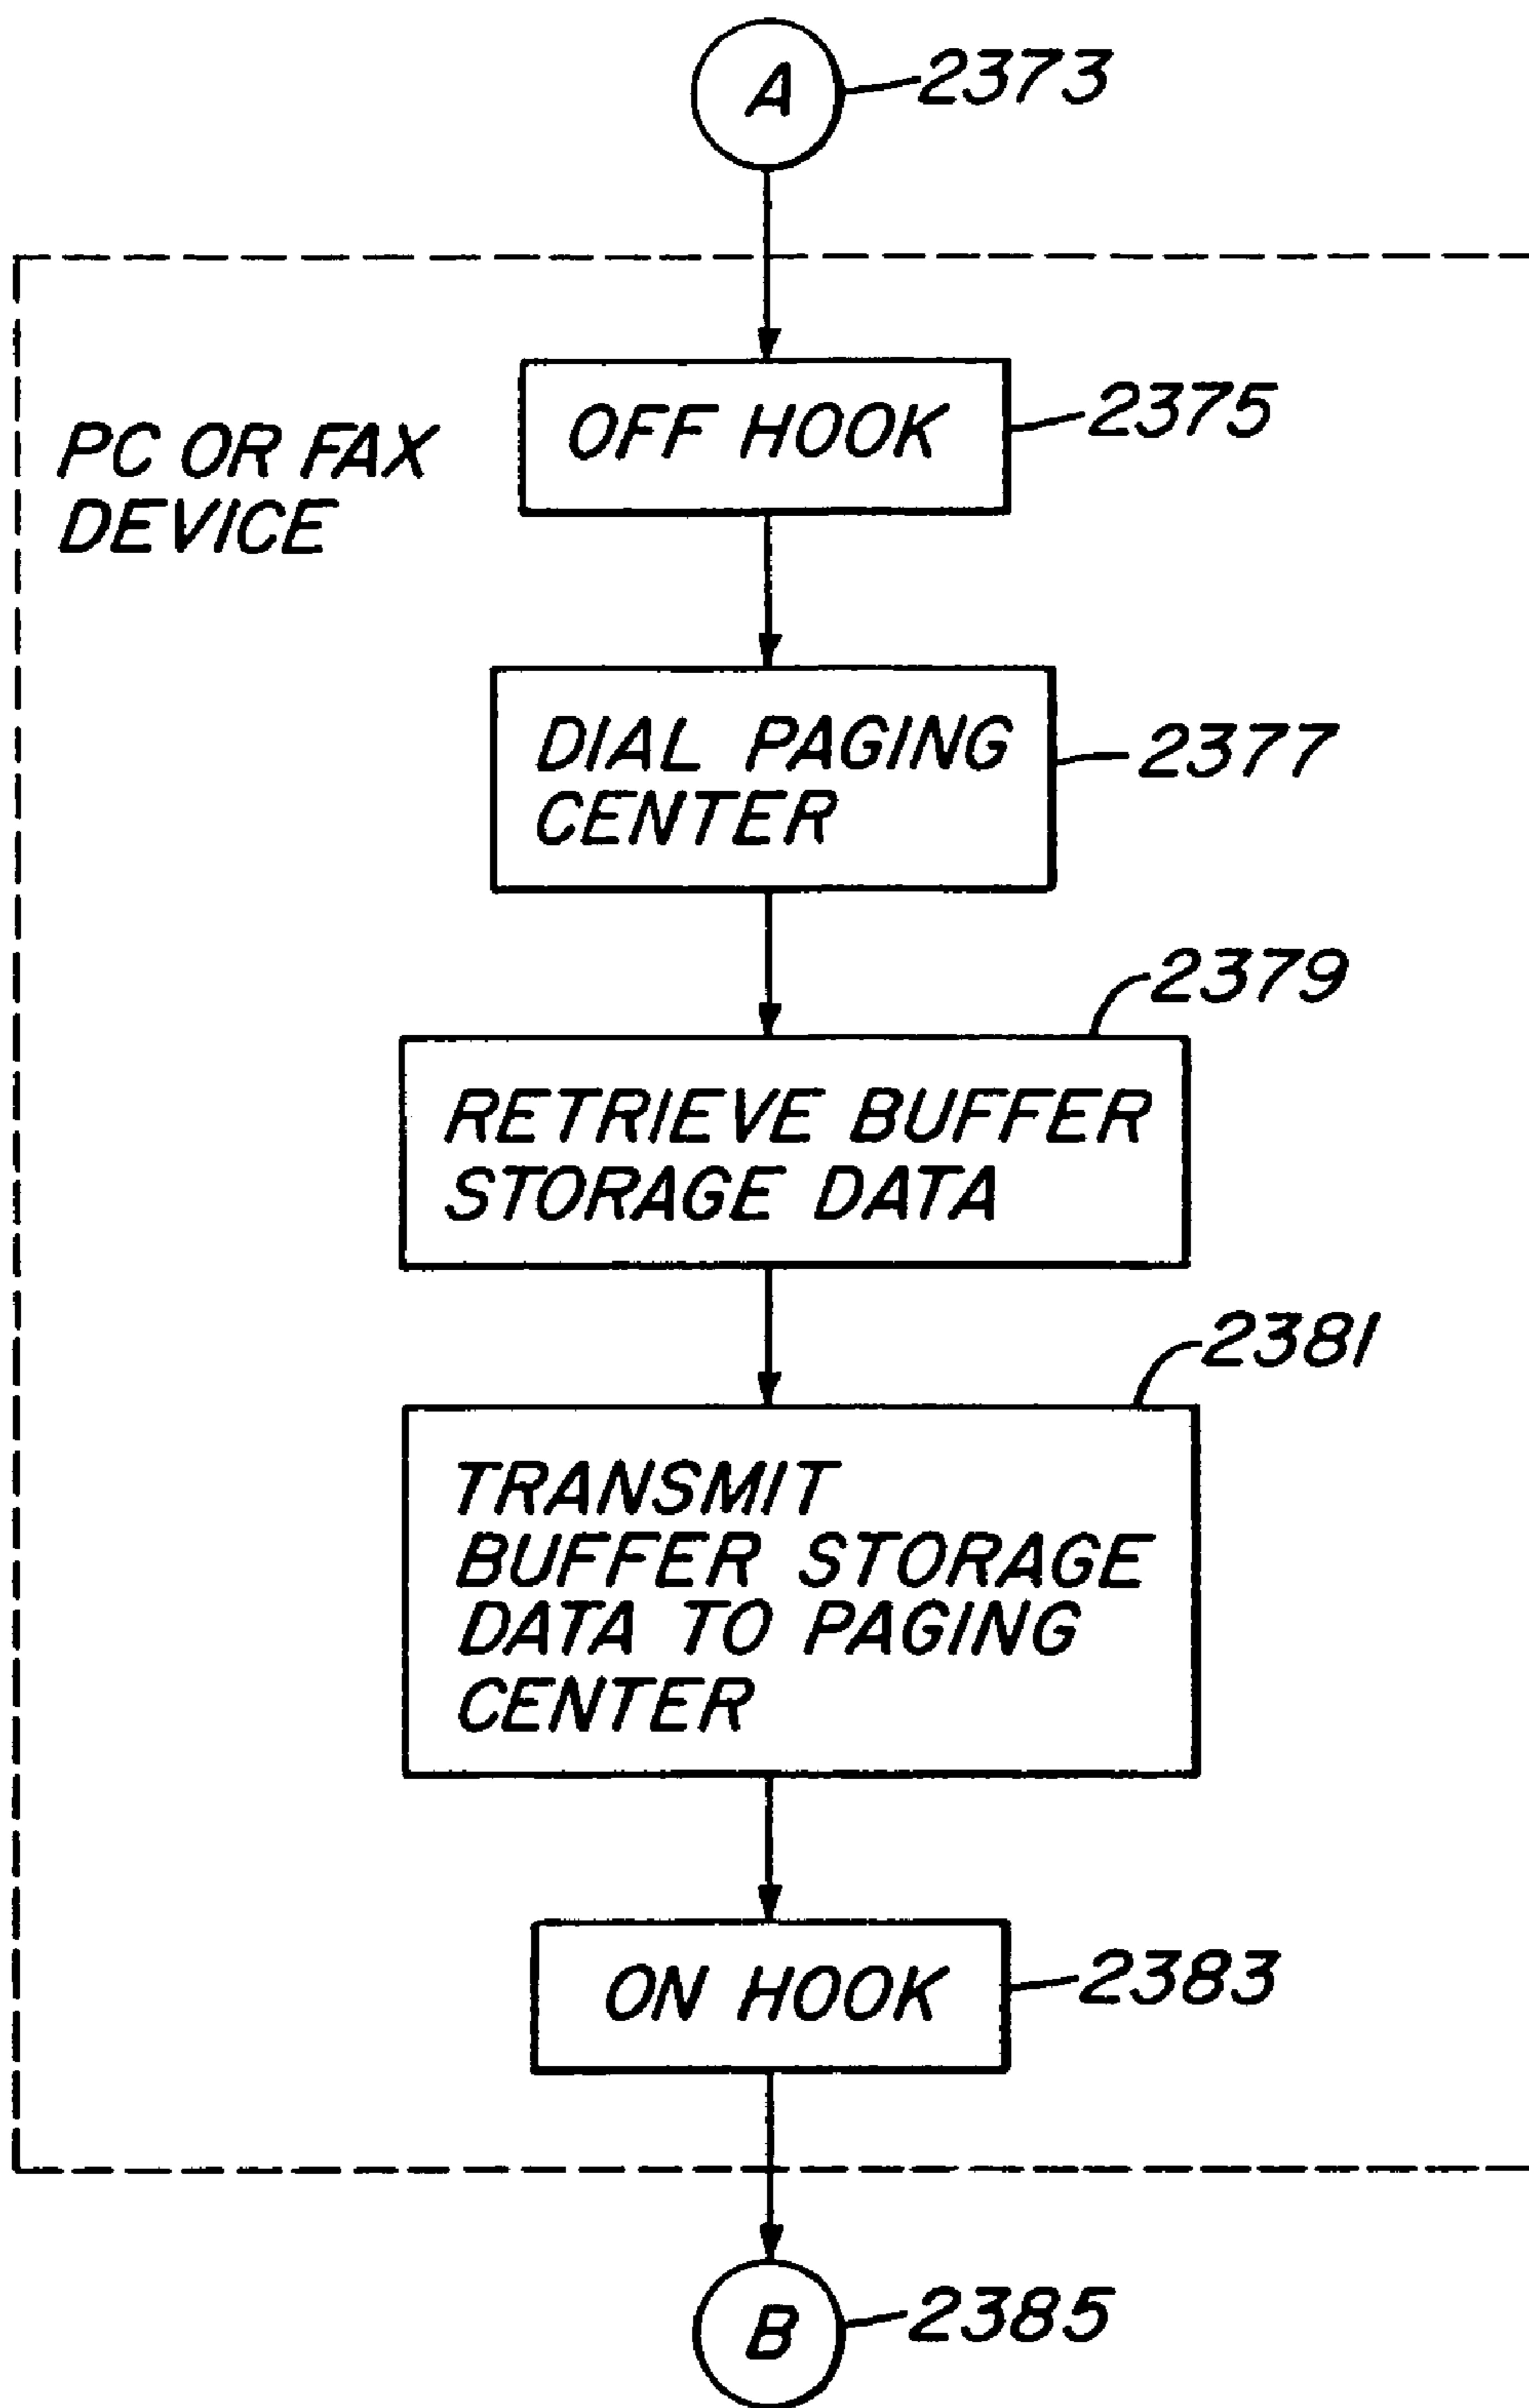 A
2373
PC OR FAX
DEVICE
OFF HOOK
2375
DIAL PAGING
CENTER
2377
2379
RETRIEVE BUFFER
STORAGE DATA
2381
TRANSMIT
BUFFER STORAGE
DATA TO PAGING
CENTER
ON HOOK
2383
B
2385